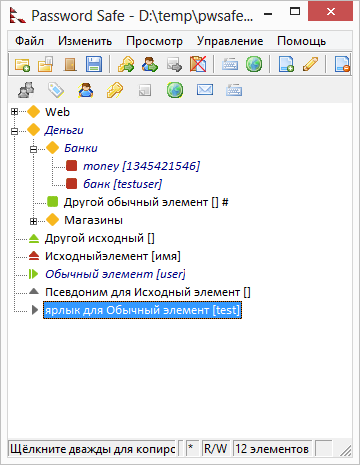 Password Safe - D:\temp\pwsafe...
Файл Изменить Просмотр Управление Помощь
Web
Деньги
Банки
money [1345421546]
банк [testuser]
Другой обычный элемент [] #
Магазины
Другой исходный []
Исходныйэлемент [имя]
Обычный элемент [user]
Псевдоним для Исходный элемент []
ярлык для Обычный элемент [test]
Щёлкните дважды для копирс * R/W 12 элементов